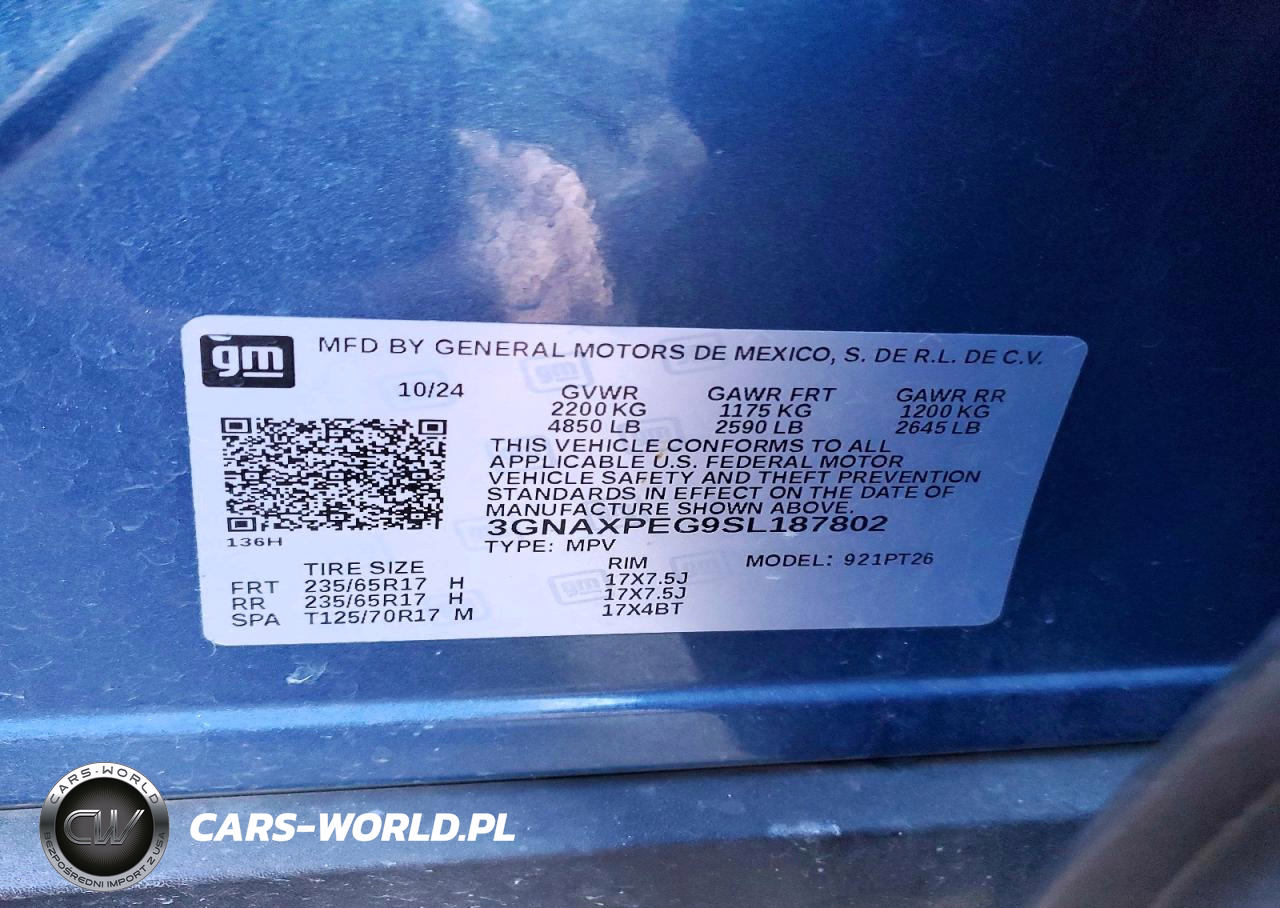 gm
MFD BY GENERAL MOTORS DE MEXICO, S. DE R.L. DE C.V.
10/24 GVWR GAWR FRT GAWR RR
2200 KG 1175 KG 1200 KG
4850 LB 2590 LB 2645 LB
THIS VEHICLE CONFORMS TO ALL
APPLICABLE U.S. FEDERAL MOTOR
VEHICLE SAFETY AND THEFT PREVENTION
STANDARDS IN EFFECT ON THE DATE OF
MANUFACTURE SHOWN ABOVE.
3GNAXPEG9SL187802
136H
TYPE: MPV MODEL: 921PT26
TIRE SIZE RIM
FRT 235/65R17 H 17X7.5J
RR 235/65R17 H 17X7.5J
SPA T125/70R17 M 17X4BT
CARS-WORLD
CW
BEZPOŚREDNI IMPORT Z USA
CARS-WORLD.PL